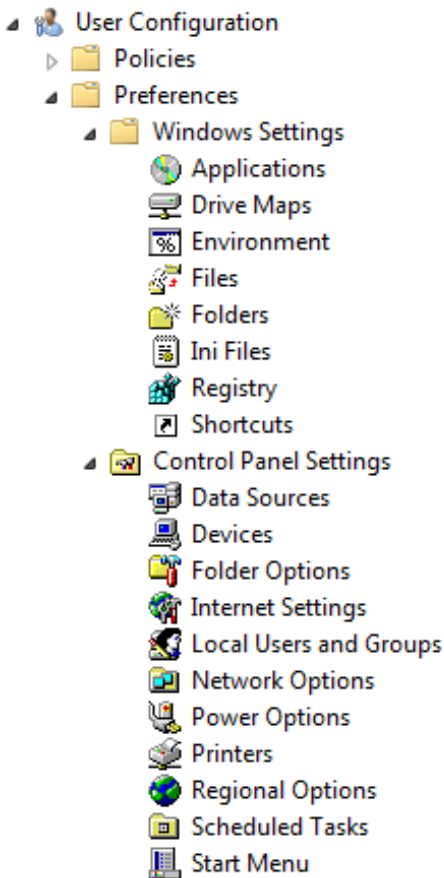 User Configuration
Policies
Preferences
Windows Settings
Applications
Drive Maps
Environment
Files
Folders
Ini Files
Registry
Shortcuts
Control Panel Settings
Data Sources
Devices
Folder Options
Internet Settings
Local Users and Groups
Network Options
Power Options
Printers
Regional Options
Scheduled Tasks
Start Menu